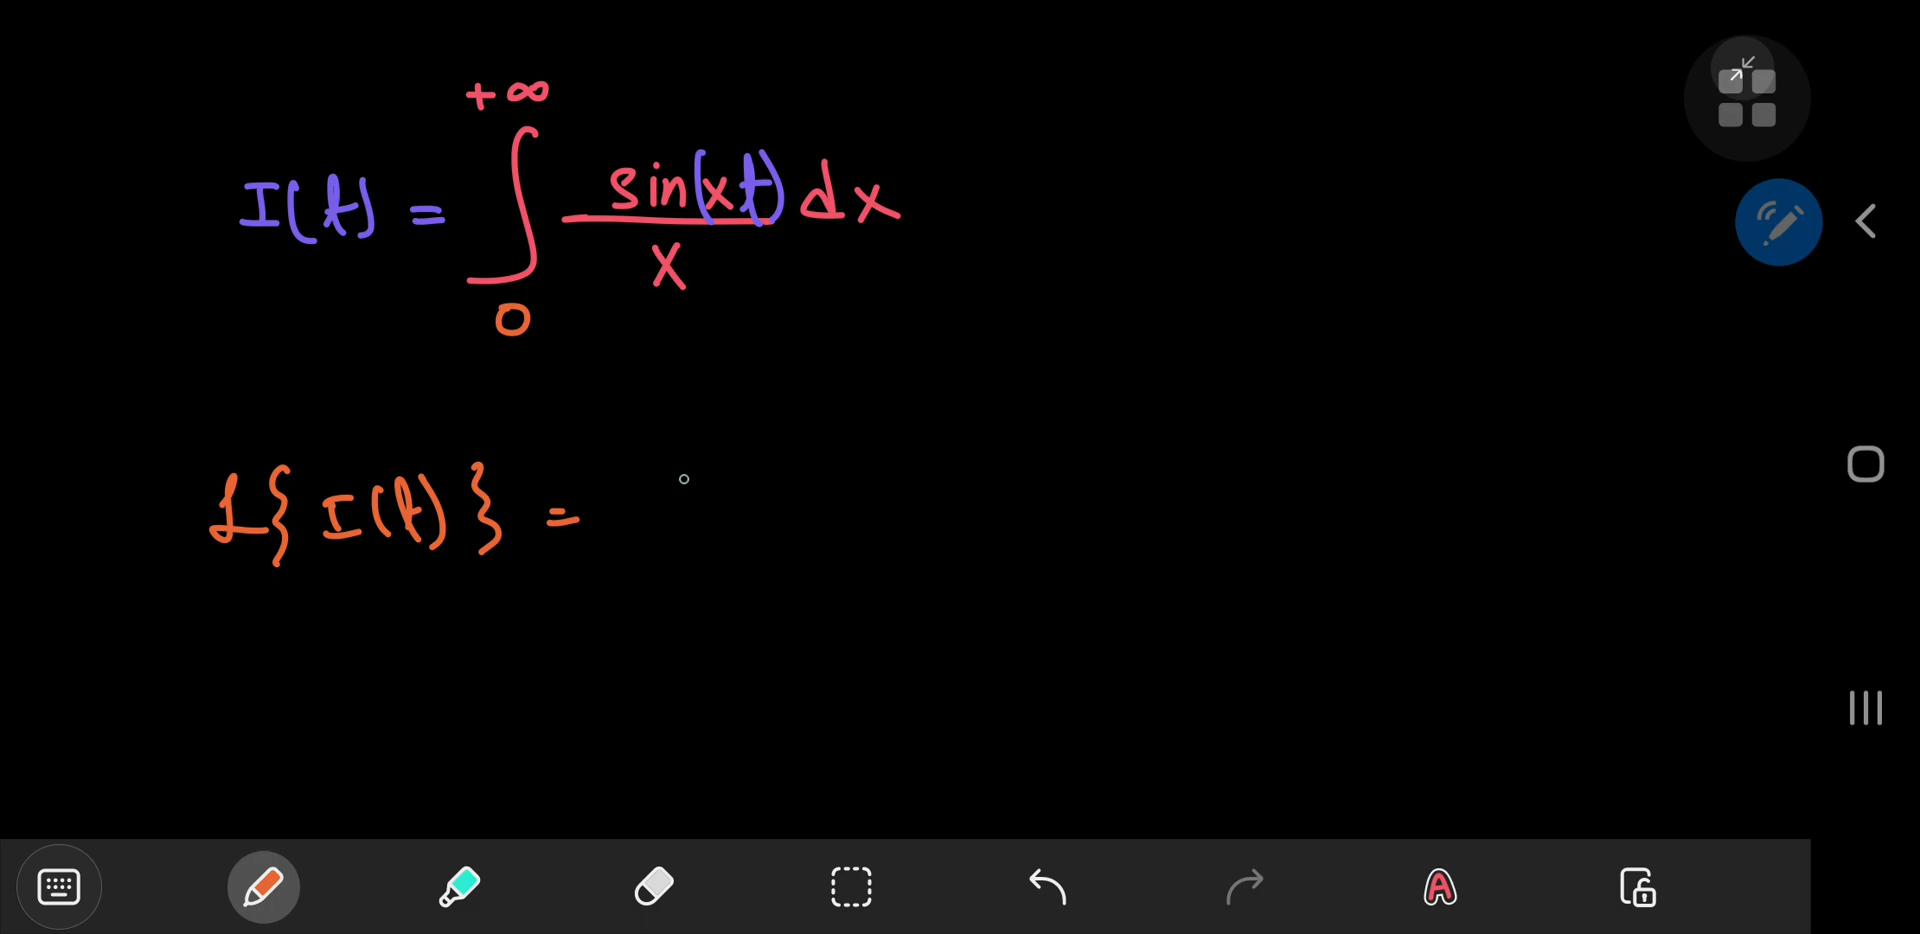 I(t) = ∫₀^{+∞} sin(xt)/x dx
ℒ{ I(t) } =
A